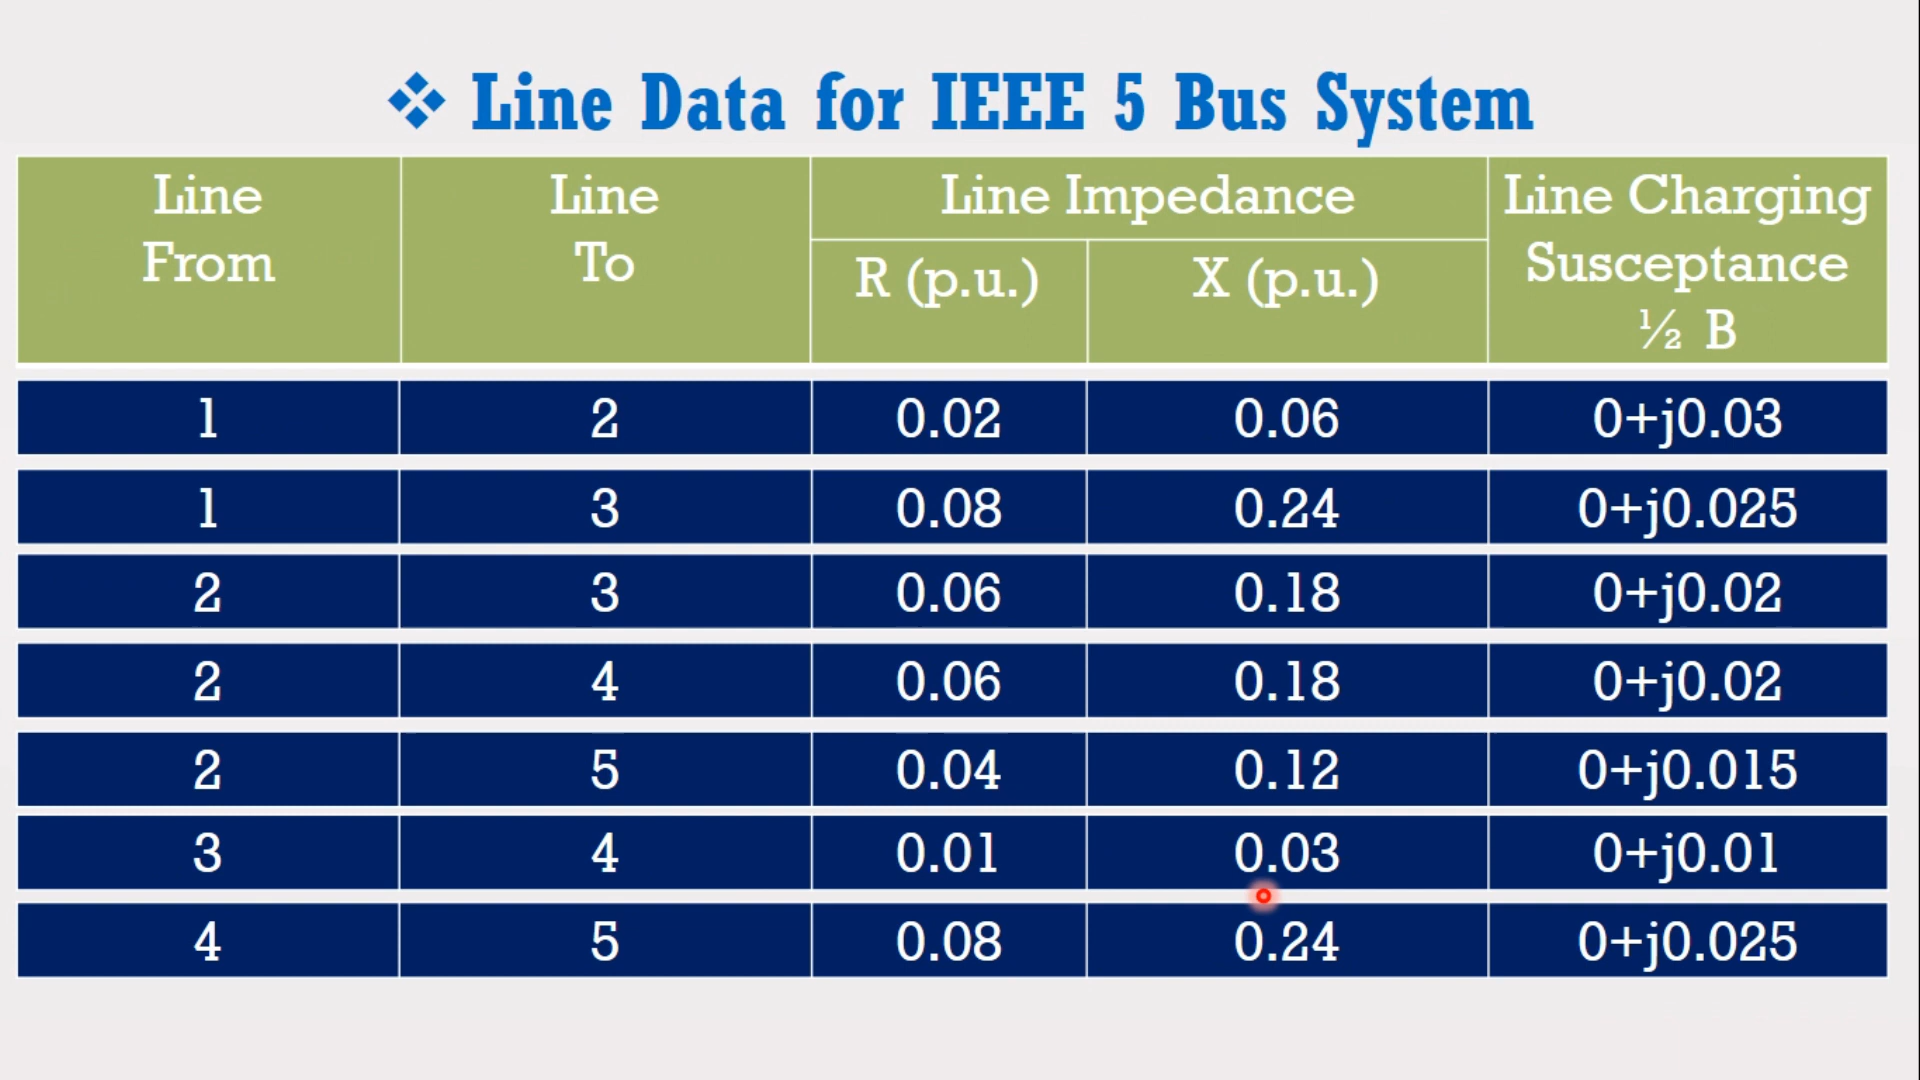 ❖ Line Data for IEEE 5 Bus System
Line From | Line To | Line Impedance | Line Charging Susceptance ½ B
R (p.u.) | X (p.u.)
1 | 2 | 0.02 | 0.06 | 0+j0.03
1 | 3 | 0.08 | 0.24 | 0+j0.025
2 | 3 | 0.06 | 0.18 | 0+j0.02
2 | 4 | 0.06 | 0.18 | 0+j0.02
2 | 5 | 0.04 | 0.12 | 0+j0.015
3 | 4 | 0.01 | 0.03 | 0+j0.01
4 | 5 | 0.08 | 0.24 | 0+j0.025